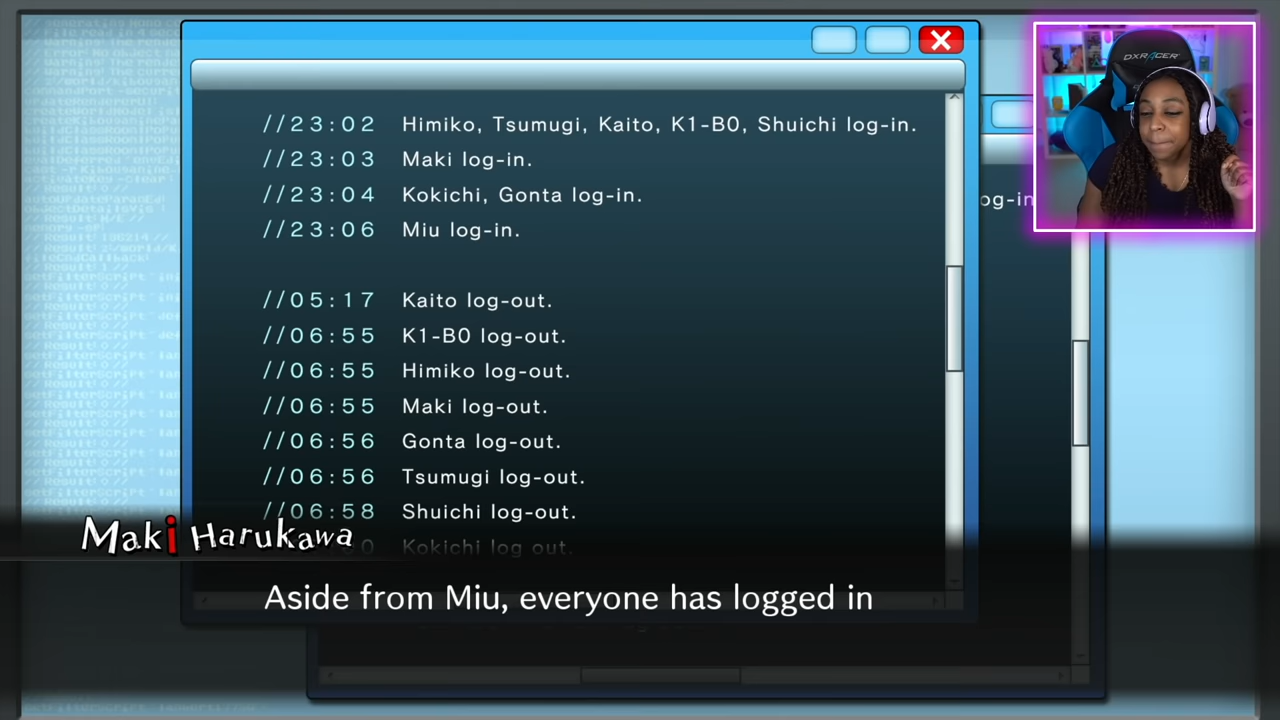 //23:02 Himiko, Tsumugi, Kaito, K1-B0, Shuichi log-in.
//23:03 Maki log-in.
//23:04 Kokichi, Gonta log-in.
//23:06 Miu log-in.
//05:17 Kaito log-out.
//06:55 K1-B0 log-out.
//06:55 Himiko log-out.
//06:55 Maki log-out.
//06:56 Gonta log-out.
//06:56 Tsumugi log-out.
//06:58 Shuichi log-out.
Kokichi log out.
Maki Harukawa
Aside from Miu, everyone has logged in
DXRACER